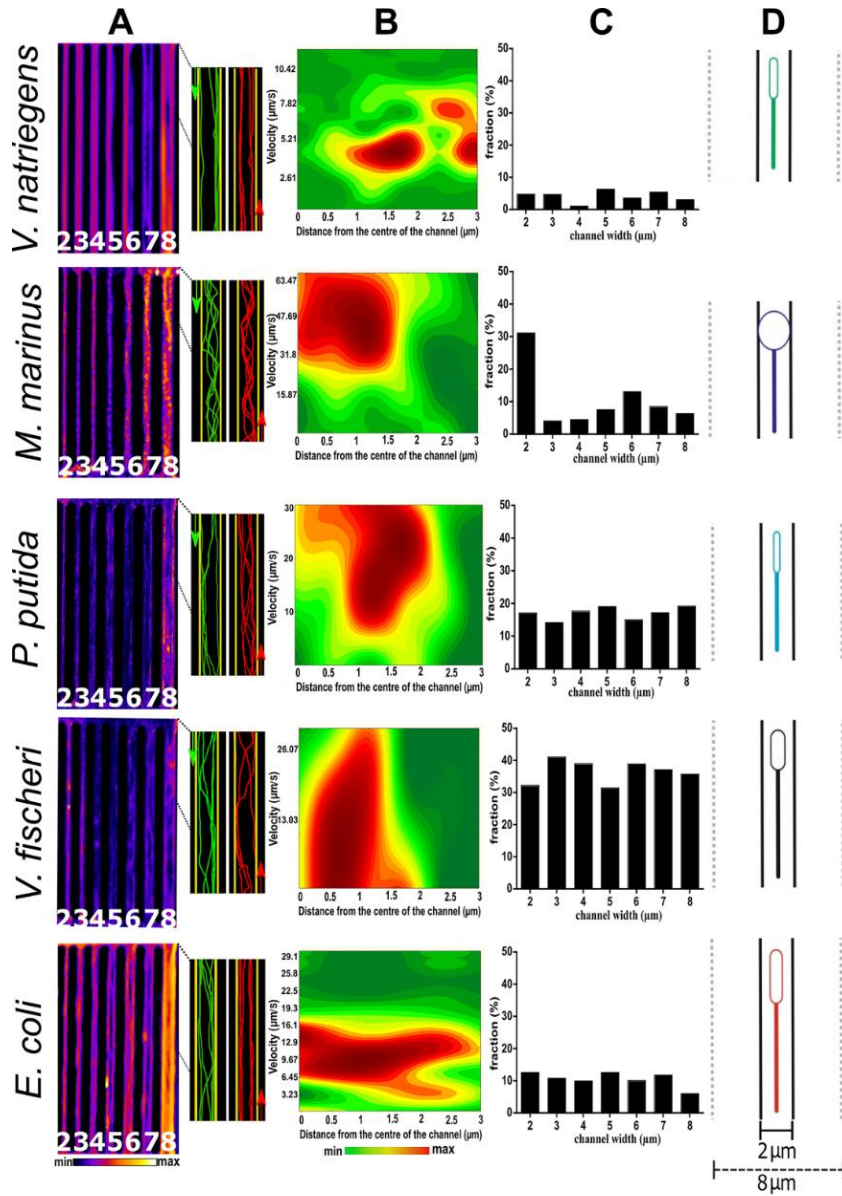 A B C D
V. natriegens
2345678
10.42
7.82
5.21
2.61
Velocity (µm/s)
0 0.5 1 1.5 2 2.5 3
Distance from the centre of the channel (µm)
50
40
30
20
10
0
fraction (%)
2 3 4 5 6 7 8
channel width (µm)
M. marinus
2345678
63.47
47.69
31.8
15.87
Velocity (µm/s)
0 0.5 1 1.5 2 2.5 3
Distance from the centre of the channel (µm)
50
40
30
20
10
0
fraction (%)
2 3 4 5 6 7 8
channel width (µm)
P. putida
2345678
30
20
10
Velocity (µm/s)
0 0.5 1 1.5 2 2.5 3
Distance from the centre of the channel (µm)
50
40
30
20
10
0
fraction (%)
2 3 4 5 6 7 8
channel width (µm)
V. fischeri
2345678
26.07
13.03
Velocity (µm/s)
0 0.5 1 1.5 2 2.5 3
Distance from the centre of the channel (µm)
50
40
30
20
10
0
fraction (%)
2 3 4 5 6 7 8
channel width (µm)
E. coli
2345678
29.1
25.8
22.5
19.3
16.1
12.9
9.67
6.45
3.23
Velocity (µm/s)
0 0.5 1 1.5 2 2.5 3
Distance from the centre of the channel (µm)
50
40
30
20
10
0
fraction (%)
2 3 4 5 6 7 8
channel width (µm)
2µm
8µm
min max
min max